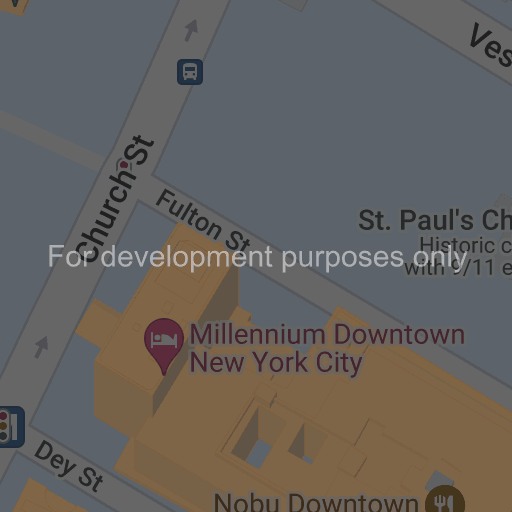 Ves
Church St
Fulton St
St. Paul's Ch
Historic c
with 9/11 e
For development purposes only
Millennium Downtown
New York City
Dey St
Nobu Downtown